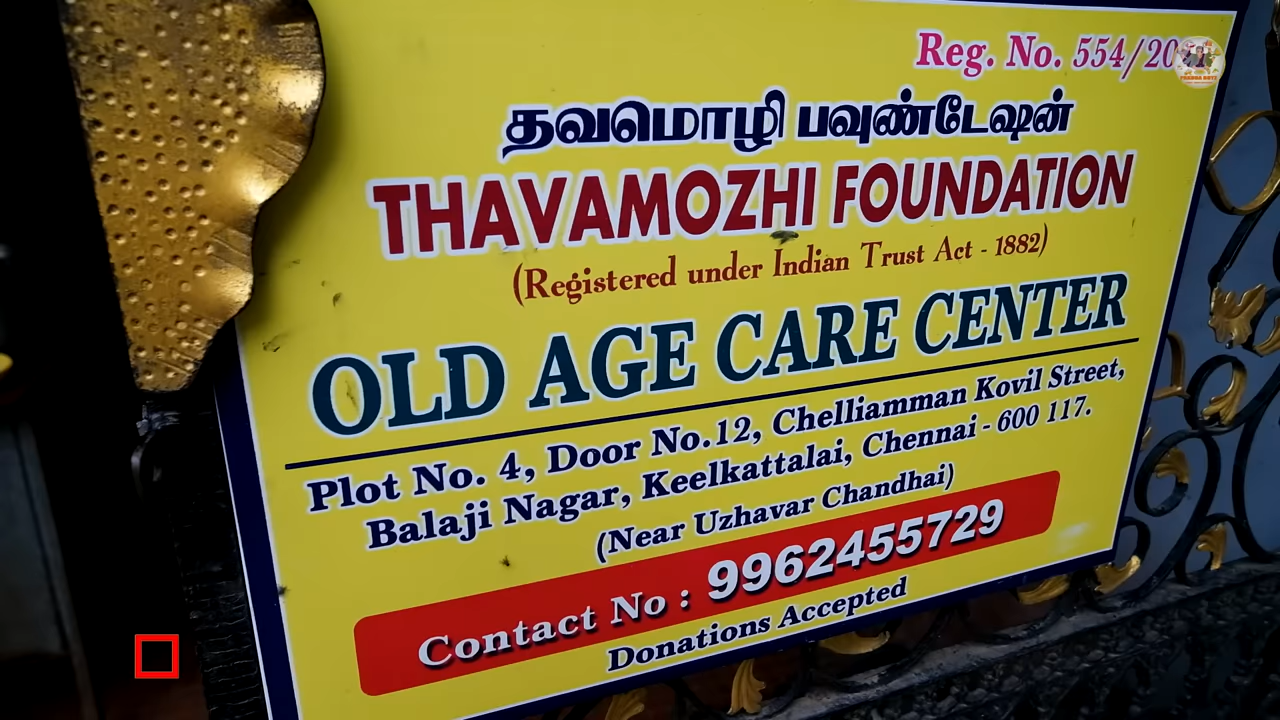 Reg. No. 554/20
தவமொழி பவுண்டேஷன்
THAVAMOZHI FOUNDATION
(Registered under Indian Trust Act - 1882)
OLD AGE CARE CENTER
Plot No. 4, Door No.12, Chelliamman Kovil Street,
Balaji Nagar, Keelkattalai, Chennai - 600 117.
(Near Uzhavar Chandhai)
Contact No : 9962455729
Donations Accepted